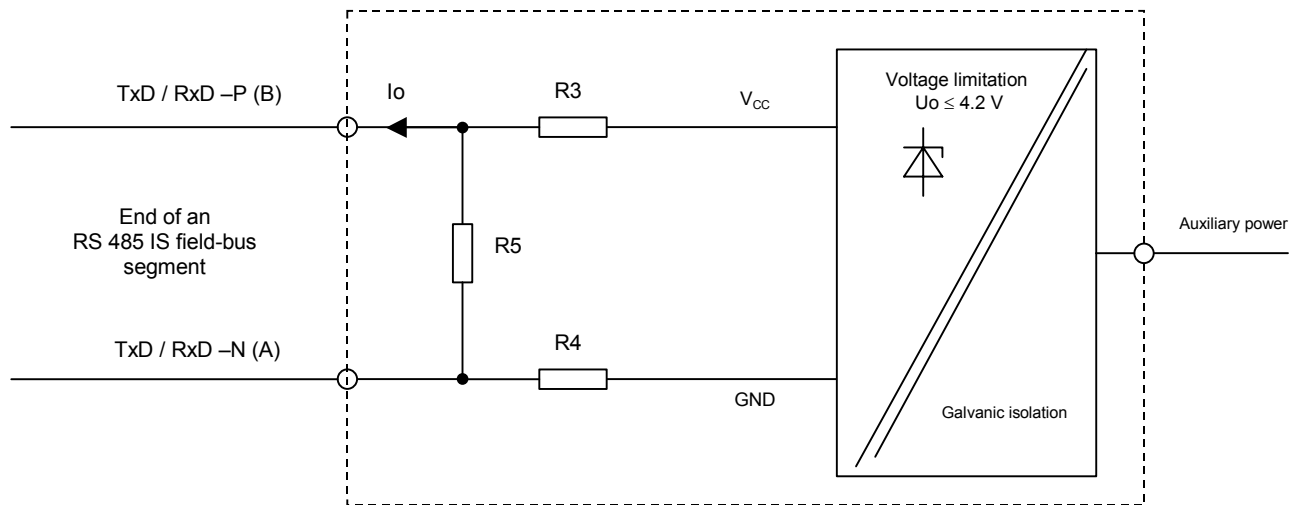 TxD / RxD –P (B)
Io
R3
VCC
Voltage limitation
Uo ≤ 4.2 V
End of an
RS 485 IS field-bus
segment
R5
Auxiliary power
TxD / RxD –N (A)
R4
GND
Galvanic isolation